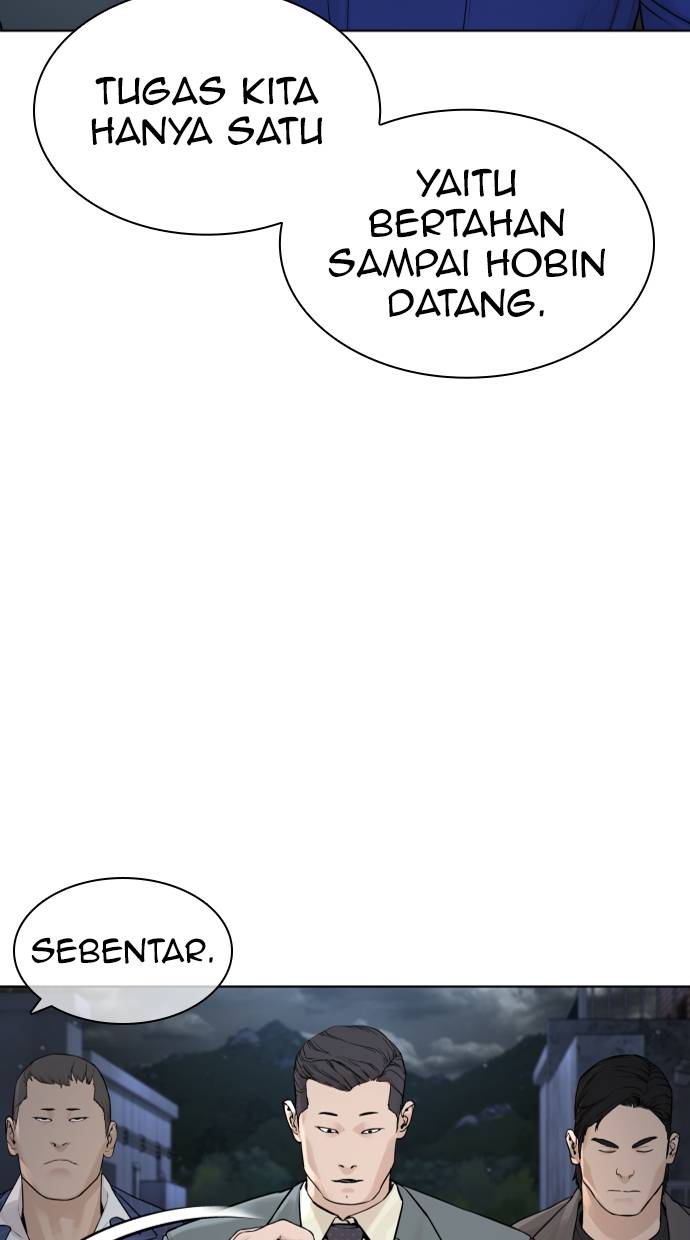 TUGAS KITA
HANYA SATU
YAITU
BERTAHAN
SAMPAI HOBIN
DATANG.
SEBENTAR.